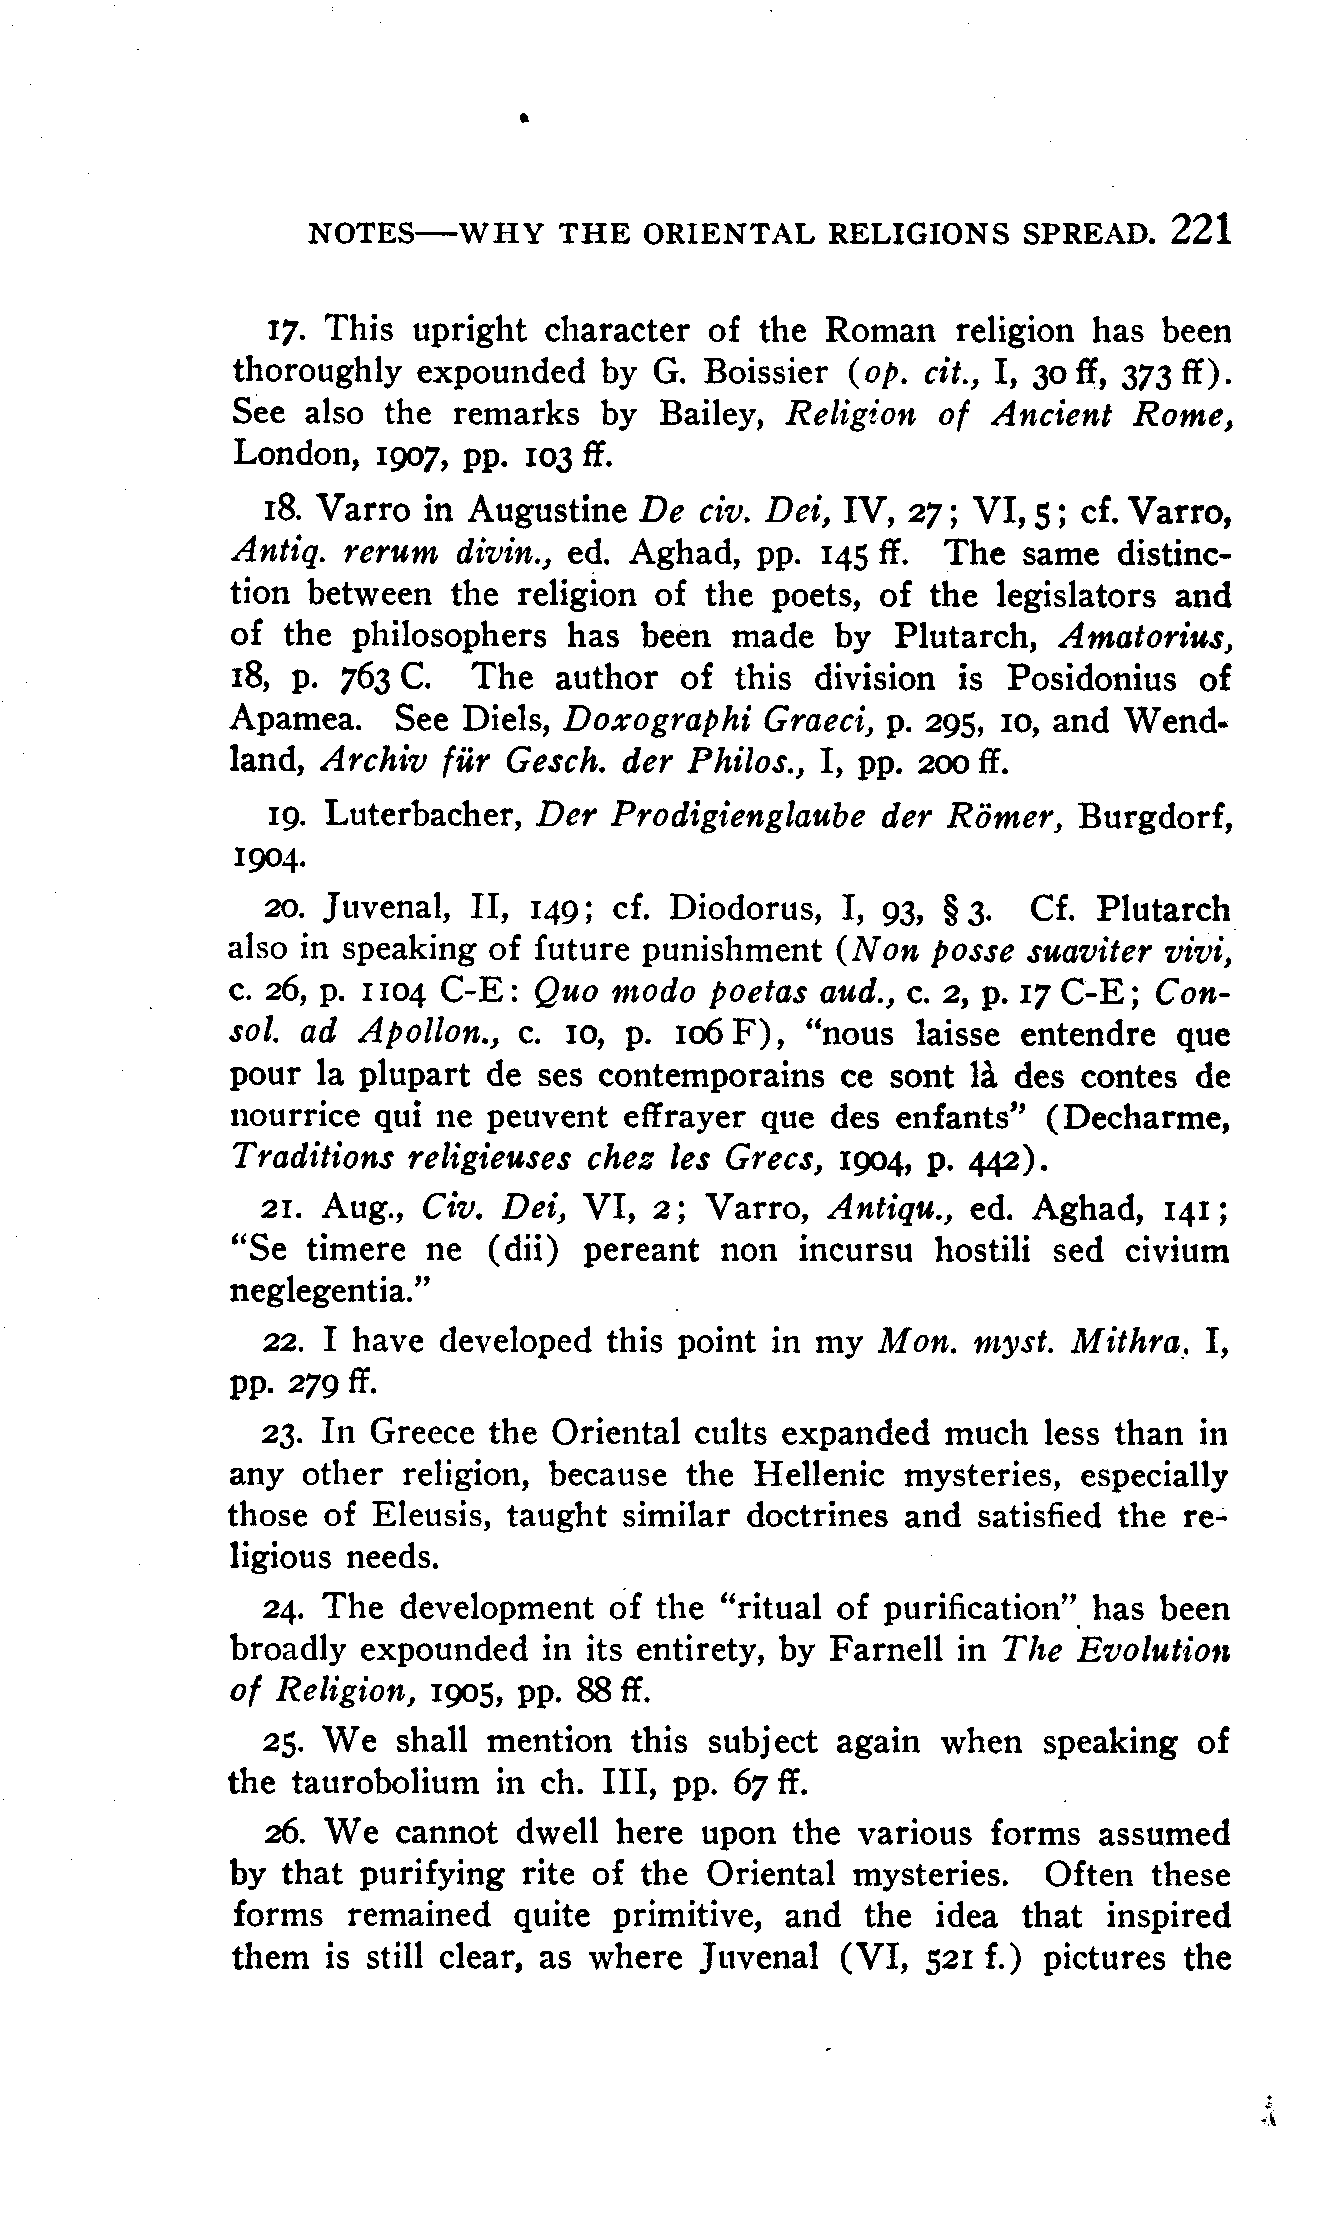 NOTES—WHY THE ORIENTAL RELIGIONS SPREAD. 221
17. This upright character of the Roman religion has been
thoroughly expounded by G. Boissier (op. cit., I, 30 ff, 373 ff).
See also the remarks by Bailey, Religion of Ancient Rome,
London, 1907, pp. 103 ff.
18. Varro in Augustine De civ. Dei, IV, 27; VI, 5; cf. Varro,
Antiq. rerum divin., ed. Aghad, pp. 145 ff. The same distinc-
tion between the religion of the poets, of the legislators and
of the philosophers has been made by Plutarch, Amatorius,
18, p. 763 C. The author of this division is Posidonius of
Apamea. See Diels, Doxographi Graeci, p. 295, 10, and Wend-
land, Archiv für Gesch. der Philos., I, pp. 200 ff.
19. Luterbacher, Der Prodigienglaube der Römer, Burgdorf,
1904.
20. Juvenal, II, 149; cf. Diodorus, I, 93, § 3. Cf. Plutarch
also in speaking of future punishment (Non posse suaviter vivi,
c. 26, p. 1104 C-E: Quo modo poetas aud., c. 2, p. 17 C-E; Con-
sol. ad Apollon., c. 10, p. 106 F), "nous laisse entendre que
pour la plupart de ses contemporains ce sont là des contes de
nourrice qui ne peuvent effrayer que des enfants" (Decharme,
Traditions religieuses chez les Grecs, 1904, p. 442).
21. Aug., Civ. Dei, VI, 2; Varro, Antiqu., ed. Aghad, 141;
"Se timere ne (dii) pereant non incursu hostili sed civium
neglegentia."
22. I have developed this point in my Mon. myst. Mithra, I,
pp. 279 ff.
23. In Greece the Oriental cults expanded much less than in
any other religion, because the Hellenic mysteries, especially
those of Eleusis, taught similar doctrines and satisfied the re-
ligious needs.
24. The development of the "ritual of purification" has been
broadly expounded in its entirety, by Farnell in The Evolution
of Religion, 1905, pp. 88 ff.
25. We shall mention this subject again when speaking of
the taurobolium in ch. III, pp. 67 ff.
26. We cannot dwell here upon the various forms assumed
by that purifying rite of the Oriental mysteries. Often these
forms remained quite primitive, and the idea that inspired
them is still clear, as where Juvenal (VI, 521 f.) pictures the